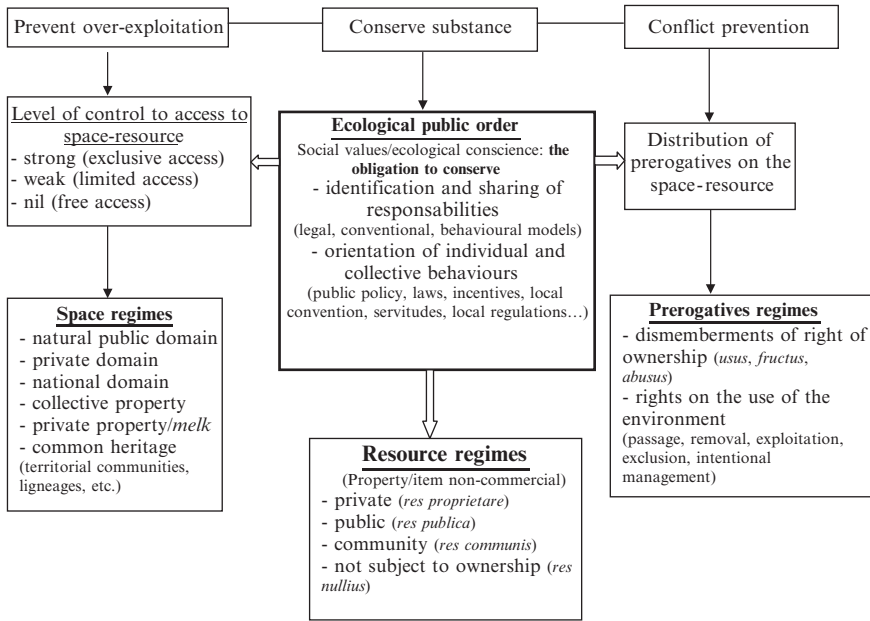 Prevent over-exploitation
Conserve substance
Conflict prevention
Level of control to access to
space-resource
- strong (exclusive access)
- weak (limited access)
- nil (free access)
Ecological public order
Social values/ecological conscience: the
obligation to conserve
- identification and sharing of
responsabilities
(legal, conventional, behavioural models)
- orientation of individual and
collective behaviours
(public policy, laws, incentives, local
convention, servitudes, local regulations…)
Distribution of
prerogatives on the
space-resource
Space regimes
- natural public domain
- private domain
- national domain
- collective property
- private property/melk
- common heritage
(territorial communities,
ligneages, etc.)
Resource regimes
(Property/item non-commercial)
- private (res proprietare)
- public (res publica)
- community (res communis)
- not subject to ownership (res
nullius)
Prerogatives regimes
- dismemberments of right of
ownership (usus, fructus,
abusus)
- rights on the use of the
environment
(passage, removal, exploitation,
exclusion, intentional
management)